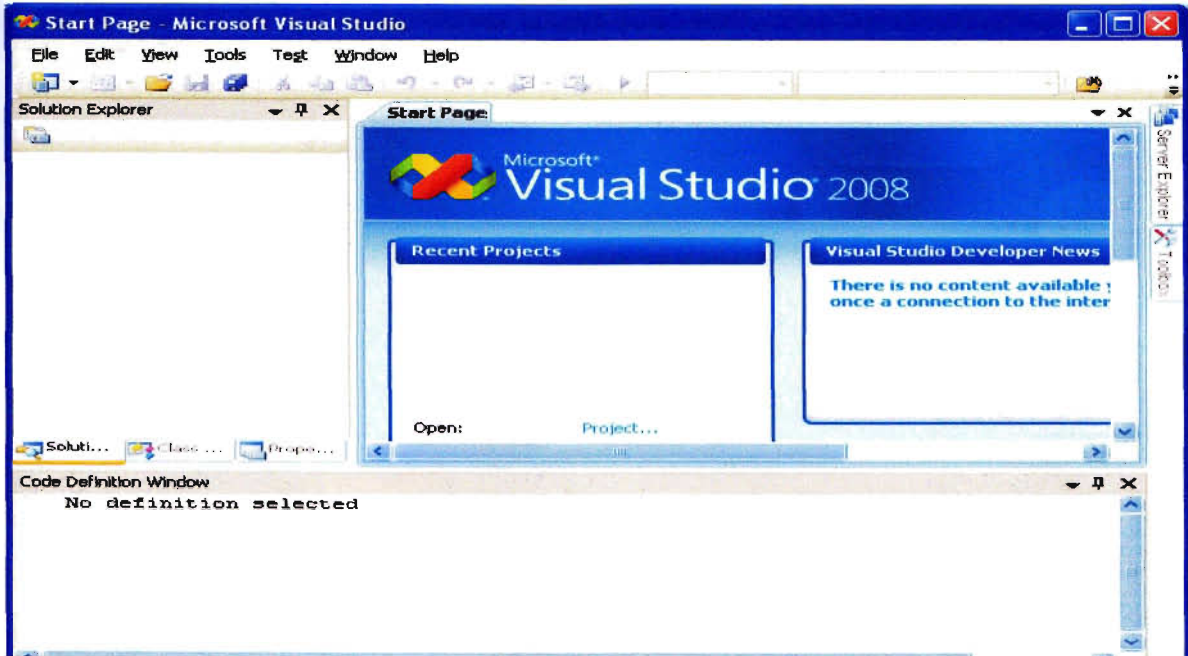 Start Page - Microsoft Visual Studio
File Edit View Tools Test Window Help
Solution Explorer
Start Page
Microsoft®
Visual Studio® 2008
Recent Projects
Visual Studio Developer News
There is no content available
once a connection to the inter
Open: Project...
Soluti... Class ... Prope...
Server Explorer
Toolbox
Code Definition Window
No definition selected